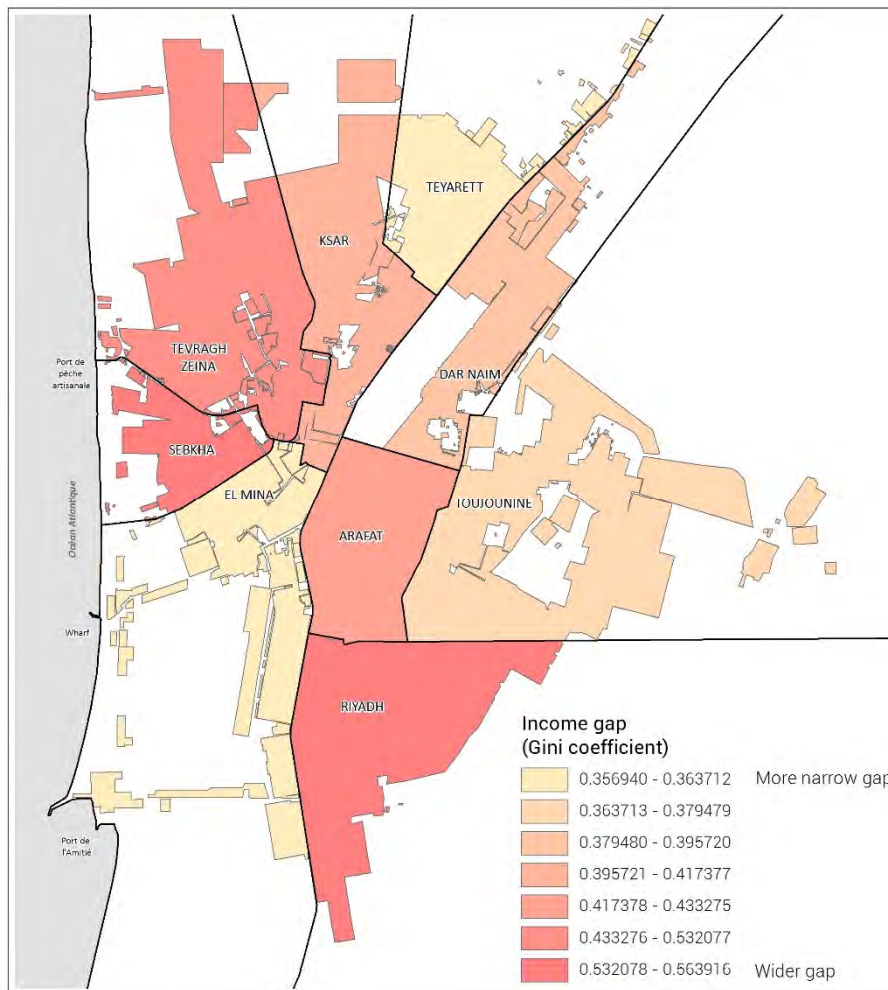 TEYARETT
KSAR
TEVRAGH
ZEINA
Port de
pêche
artisanale
DAR NAIM
SEBKHA
EL MINA
TOUJOUNINE
ARAFAT
Océan Atlantique
Wharf
RIYADH
Port de
l'Amitié
Income gap
(Gini coefficient)
0.356940 - 0.363712 More narrow gap
0.363713 - 0.379479
0.379480 - 0.395720
0.395721 - 0.417377
0.417378 - 0.433275
0.433276 - 0.532077
0.532078 - 0.563916 Wider gap